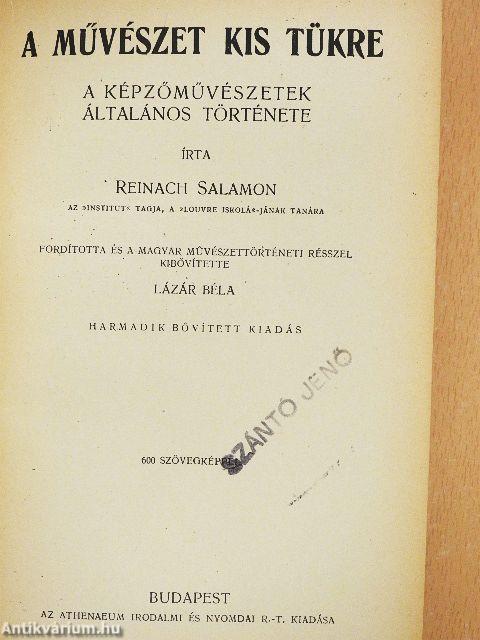 A MŰVÉSZET KIS TÜKRE
A KÉPZŐMŰVÉSZETEK
ÁLTALÁNOS TÖRTÉNETE
ÍRTA
REINACH SALAMON
AZ »INSTITUT« TAGJA, A »LOUVRE ISKOLÁ«-JÁNAK TANÁRA
FORDÍTOTTA ÉS A MAGYAR MŰVÉSZETTÖRTÉNETI RÉSSZEL
KIBŐVÍTETTE
LÁZÁR BÉLA
HARMADIK BŐVÍTETT KIADÁS
SZÁNTÓ JENŐ
600 SZÖVEGKÉPPEL
BUDAPEST
AZ ATHENAEUM IRODALMI ÉS NYOMDAI R.-T. KIADÁSA
Antikvárium.hu